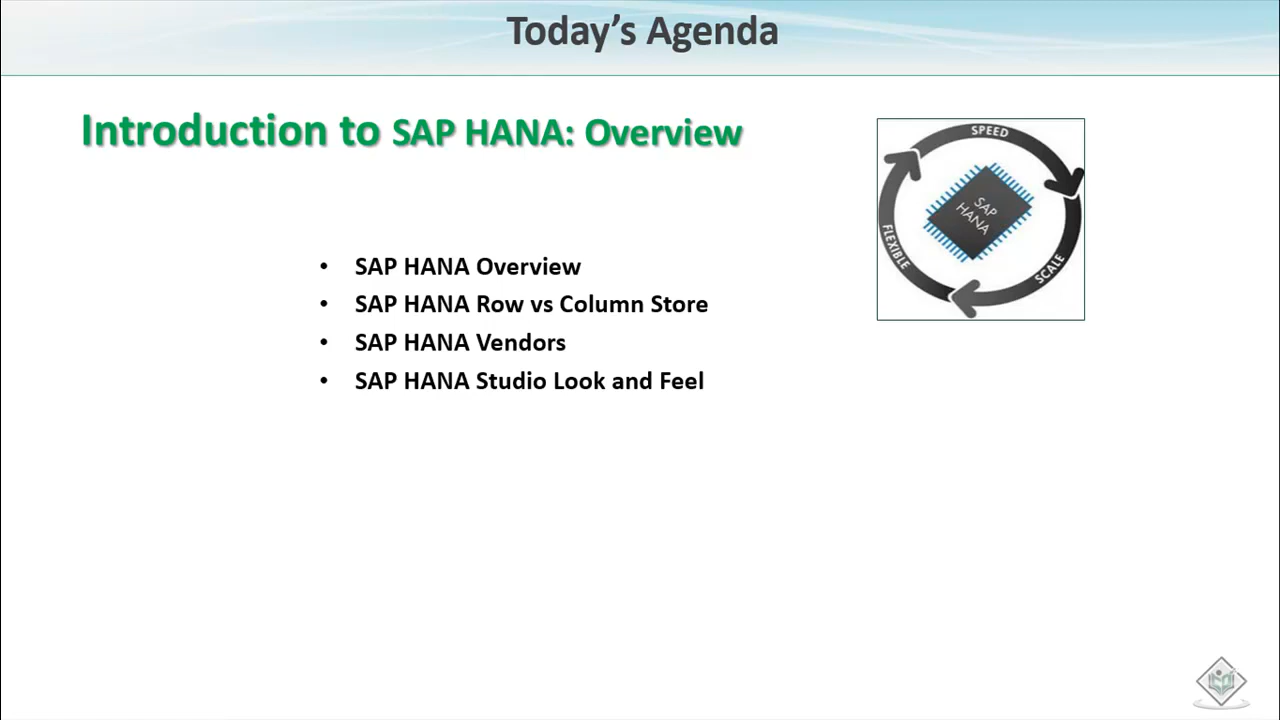 Today's Agenda
Introduction to SAP HANA: Overview
• SAP HANA Overview
• SAP HANA Row vs Column Store
• SAP HANA Vendors
• SAP HANA Studio Look and Feel
SPEED
SAP
HANA
FLEXIBLE
SCALE